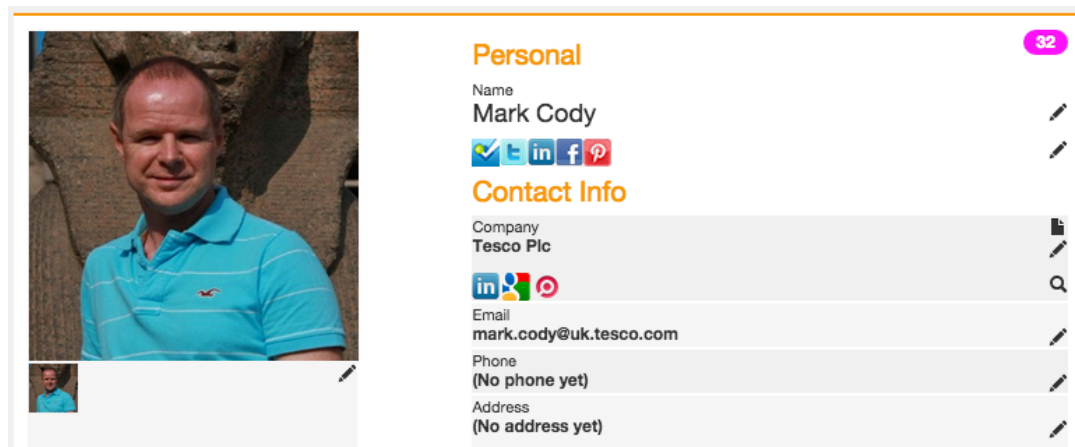 32
Personal
Name
Mark Cody
Contact Info
Company
Tesco Plc
Email
mark.cody@uk.tesco.com
Phone
(No phone yet)
Address
(No address yet)